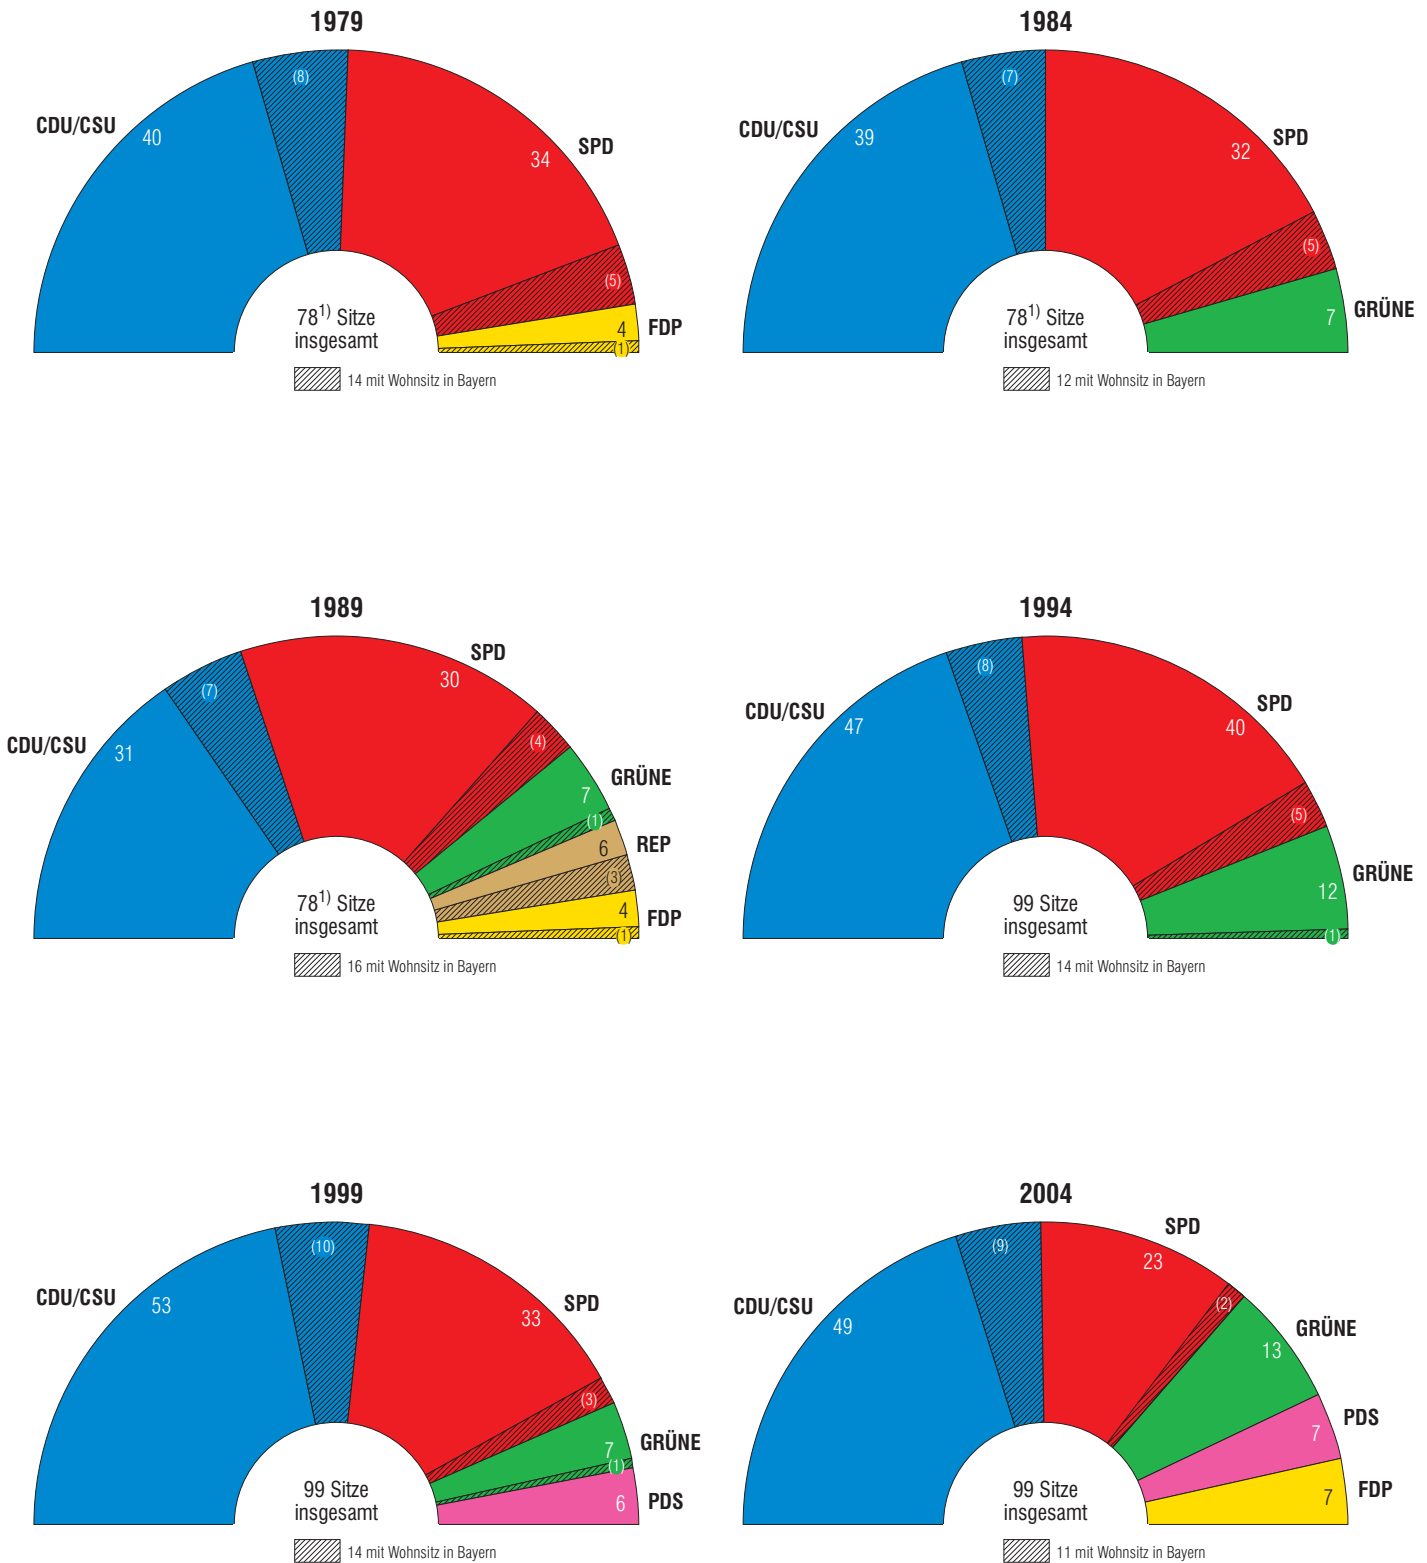 1979
CDU/CSU
40
(8)
34
SPD
(5)
4
FDP
(1)
78¹⁾ Sitze
insgesamt
14 mit Wohnsitz in Bayern
1984
CDU/CSU
39
(7)
32
SPD
(5)
7
GRÜNE
78¹⁾ Sitze
insgesamt
12 mit Wohnsitz in Bayern
1989
CDU/CSU
31
(7)
SPD
30
(4)
GRÜNE
7
(1)
REP
6
(3)
4
FDP
(1)
78¹⁾ Sitze
insgesamt
16 mit Wohnsitz in Bayern
1994
CDU/CSU
47
(8)
SPD
40
(5)
GRÜNE
12
(1)
99 Sitze
insgesamt
14 mit Wohnsitz in Bayern
1999
CDU/CSU
53
(10)
SPD
33
(3)
GRÜNE
7
(1)
PDS
6
99 Sitze
insgesamt
14 mit Wohnsitz in Bayern
2004
CDU/CSU
49
(9)
SPD
23
(2)
GRÜNE
13
PDS
7
FDP
7
99 Sitze
insgesamt
11 mit Wohnsitz in Bayern